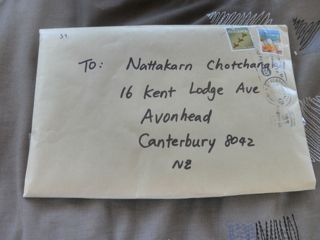 To: Nattakarn Chotchang
16 Kent Lodge Ave
Avonhead
Canterbury 8042
NZ